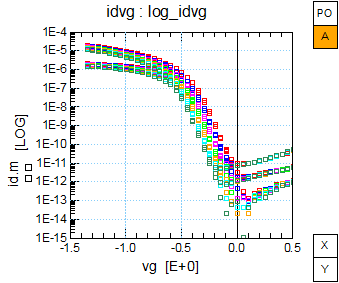 idvg : log_idvg
PO
A
1E-4
1E-5
1E-6
1E-7
1E-8
1E-9
1E-10
1E-11
1E-12
1E-13
1E-14
1E-15
id.m [LOG]
-1.5 -1.0 -0.5 0.0 0.5
vg [E+0]
X
Y